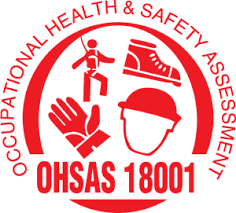 OCCUPATIONAL HEALTH & SAFETY ASSESSMENT
OHSAS 18001